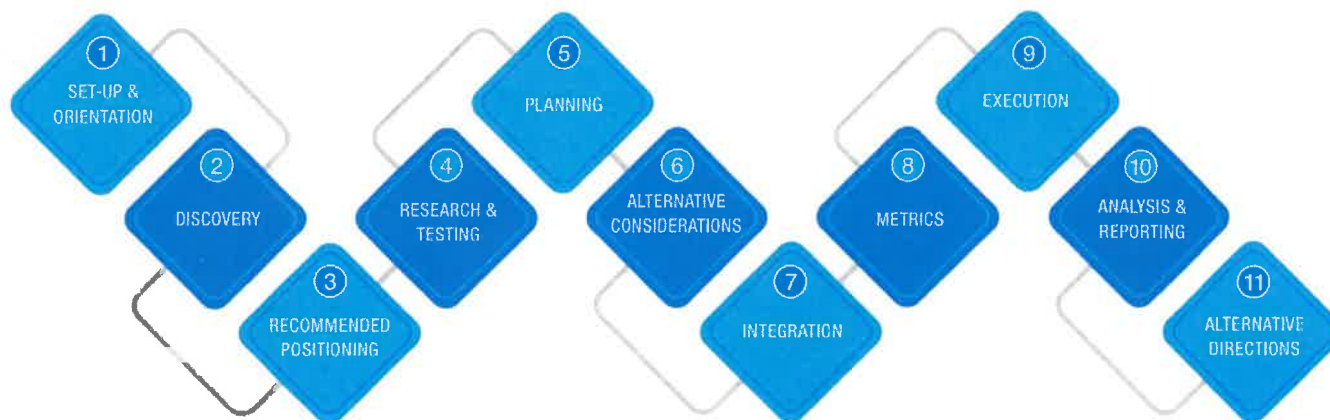 1
SET-UP &
ORIENTATION
2
DISCOVERY
3
RECOMMENDED
POSITIONING
4
RESEARCH &
TESTING
5
PLANNING
6
ALTERNATIVE
CONSIDERATIONS
7
INTEGRATION
8
METRICS
9
EXECUTION
10
ANALYSIS &
REPORTING
11
ALTERNATIVE
DIRECTIONS